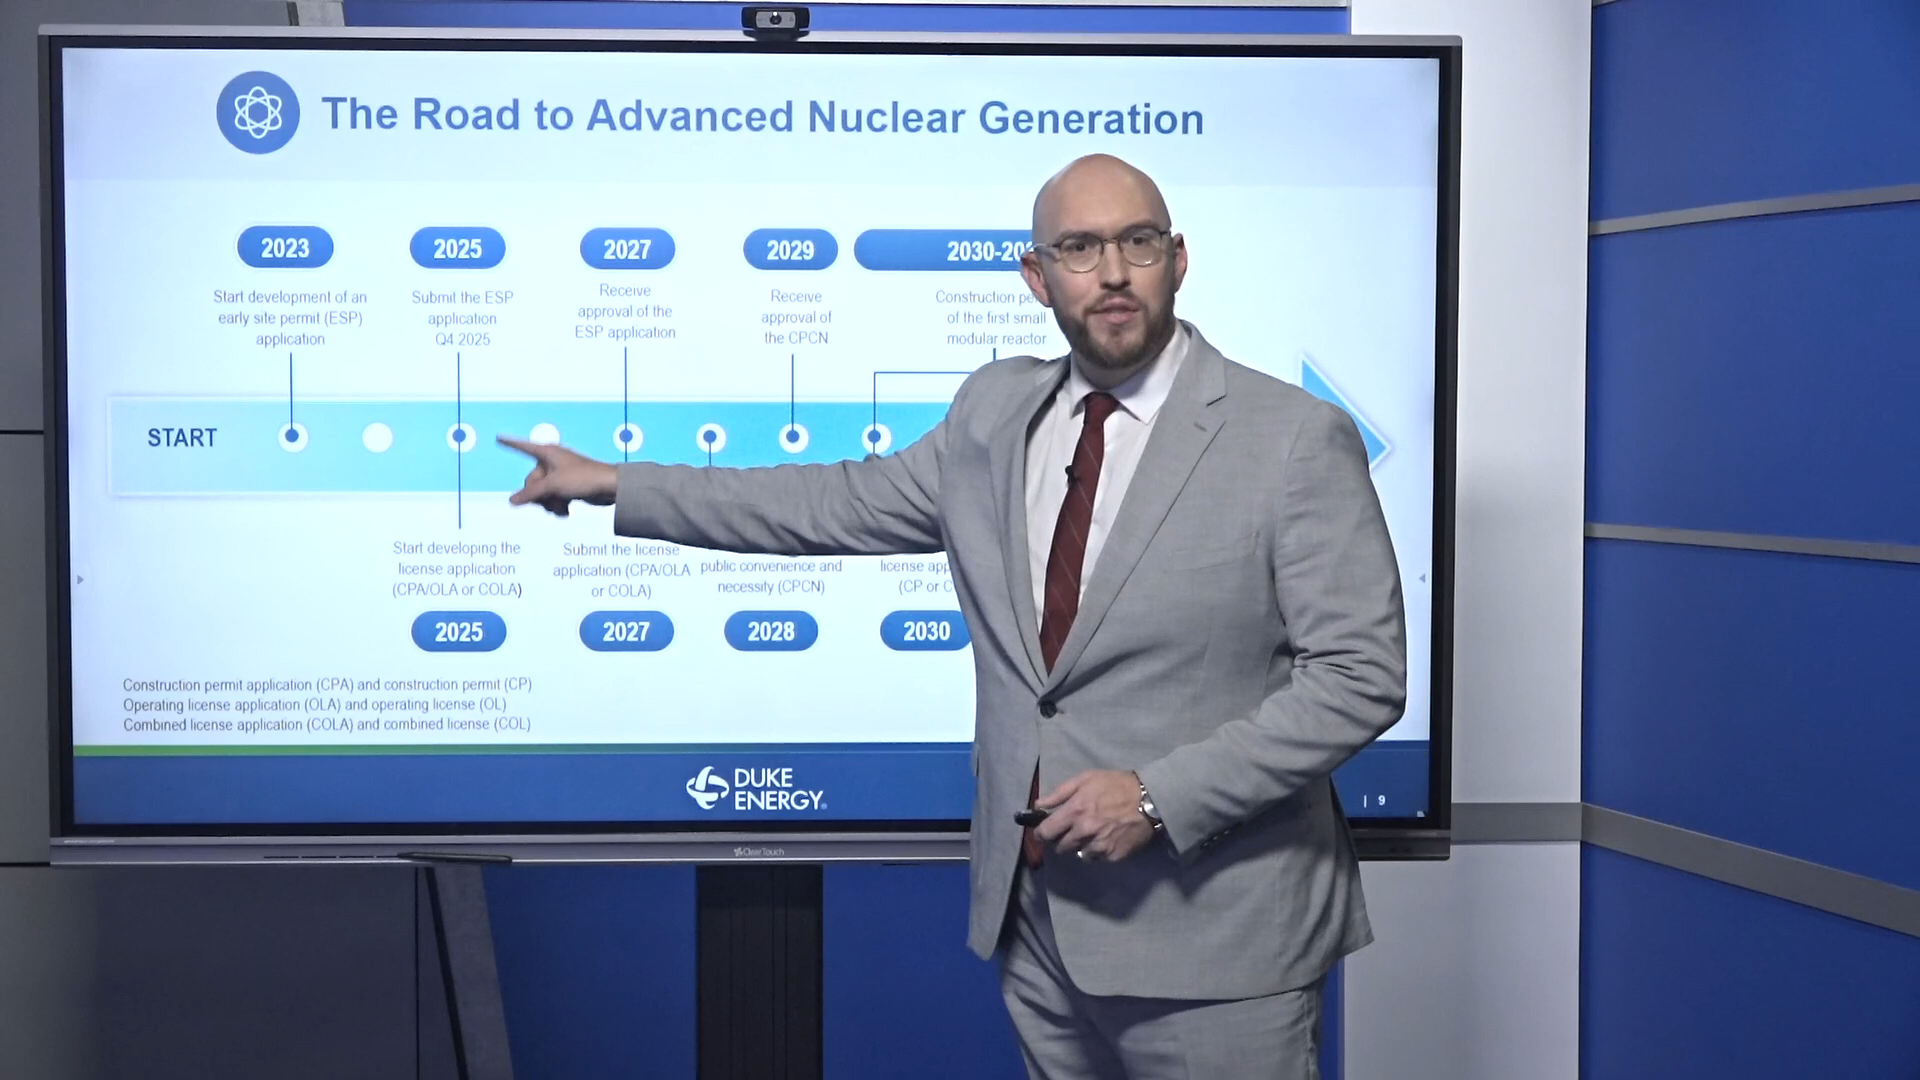 The Road to Advanced Nuclear Generation
2023
2025
2027
2029
Start development of an
early site permit (ESP)
application
Submit the ESP
application
Q4 2025
Receive
approval of the
ESP application
Receive
approval of
the CPCN
Construction
of the first small
modular reactor
START
Start developing the
license application
(CPA/OLA or COLA)
Submit the license
application (CPA/OLA
or COLA)
public convenience and
necessity (CPCN)
license
(CP or
2025
2027
2028
2030
Construction permit application (CPA) and construction permit (CP)
Operating license application (OLA) and operating license (OL)
Combined license application (COLA) and combined license (COL)
DUKE
ENERGY
| 9
ClearTouch